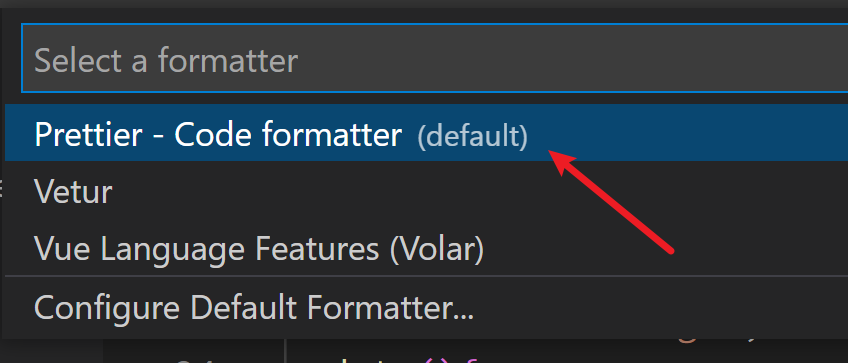 Select a formatter
Prettier - Code formatter (default)
Vetur
Vue Language Features (Volar)
Configure Default Formatter...